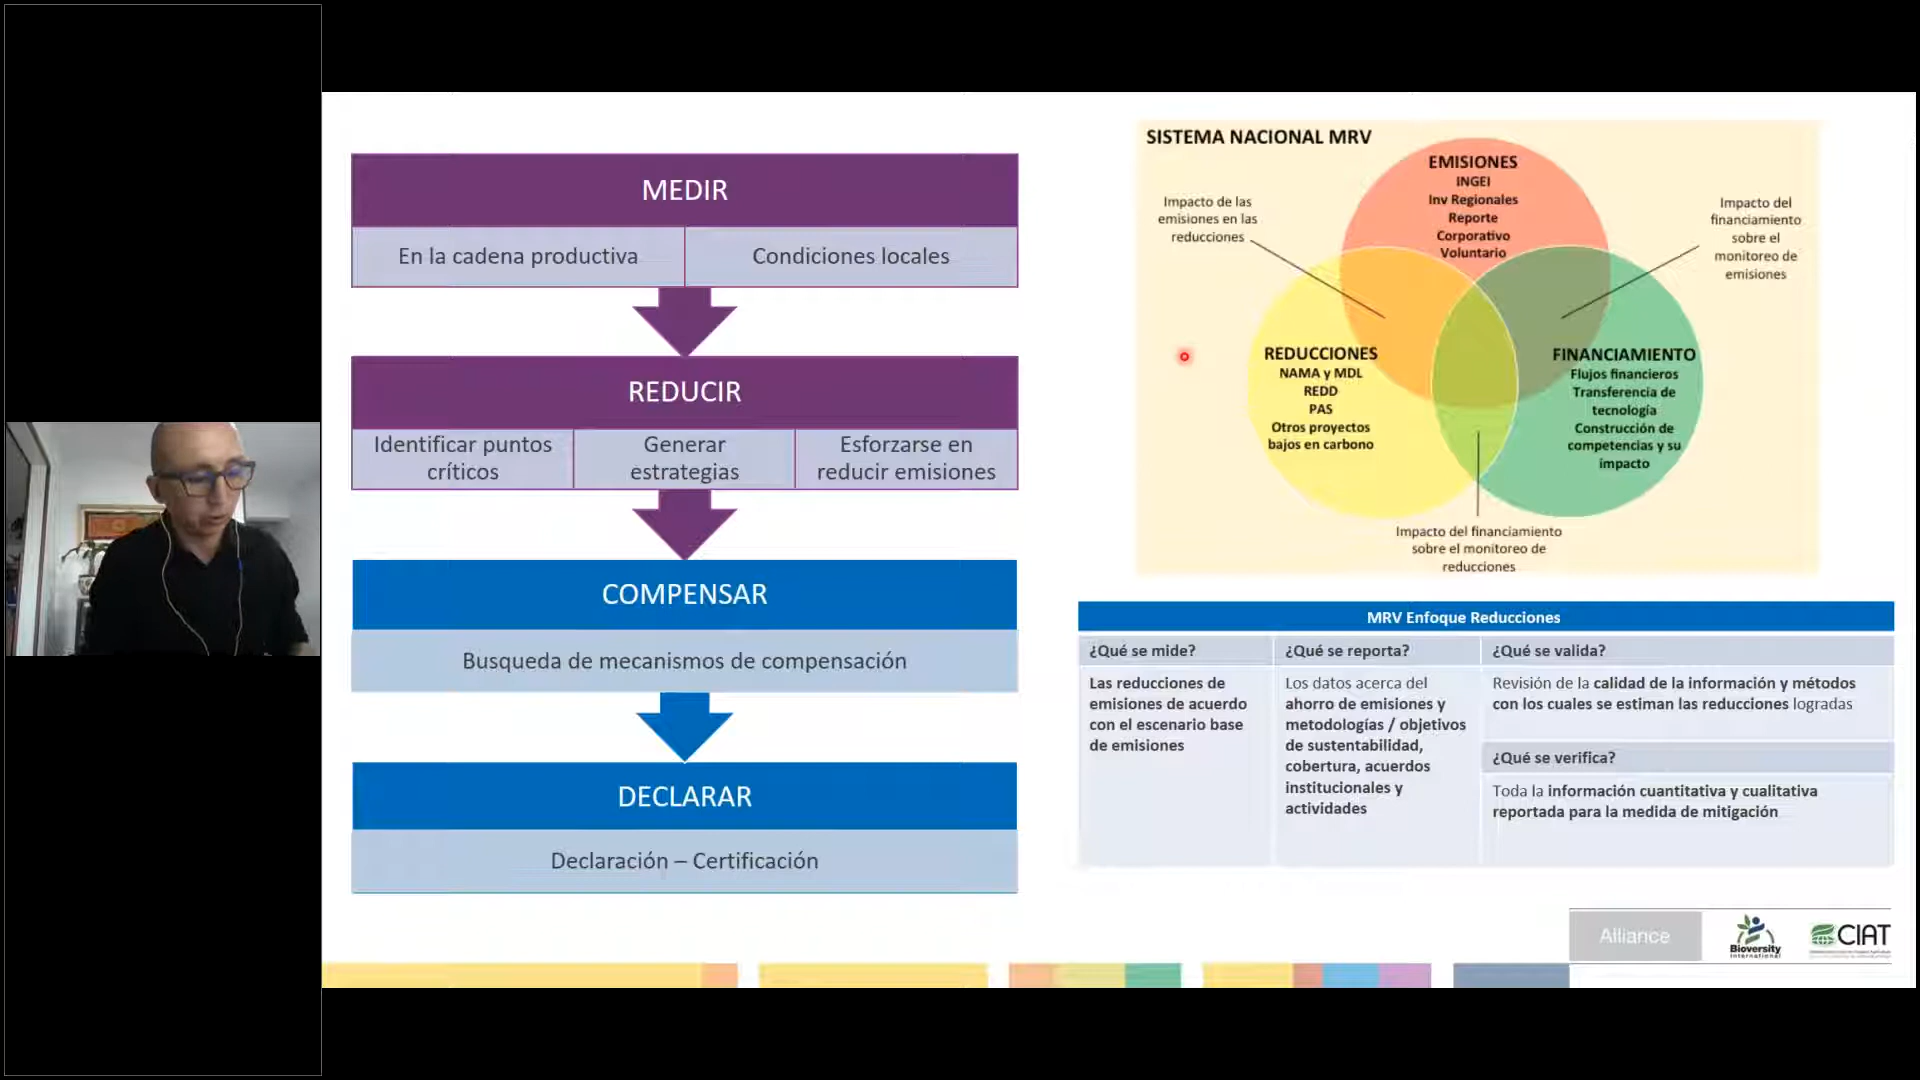 MEDIR
En la cadena productiva
Condiciones locales
REDUCIR
Identificar puntos
críticos
Generar
estrategias
Esforzarse en
reducir emisiones
COMPENSAR
Busqueda de mecanismos de compensación
DECLARAR
Declaración – Certificación
SISTEMA NACIONAL MRV
EMISIONES
INGEI
Inv Regionales
Reporte
Corporativo
Voluntario
Impacto de las
emisiones en las
reducciones
Impacto del
financiamiento
sobre el
monitoreo de
emisiones
REDUCCIONES
NAMA y MDL
REDD
PAS
Otros proyectos
bajos en carbono
FINANCIAMIENTO
Flujos financieros
Transferencia de
tecnología
Construcción de
competencias y su
impacto
Impacto del financiamiento
sobre el monitoreo de
reducciones
MRV Enfoque Reducciones
¿Qué se mide?
Las reducciones de
emisiones de acuerdo
con el escenario base
de emisiones
¿Qué se reporta?
Los datos acerca del
ahorro de emisiones y
metodologías / objetivos
de sustentabilidad,
cobertura, acuerdos
institucionales y
actividades
¿Qué se valida?
Revisión de la calidad de la información y métodos
con los cuales se estiman las reducciones logradas
¿Qué se verifica?
Toda la información cuantitativa y cualitativa
reportada para la medida de mitigación
Alliance
Bioversity
International
CIAT